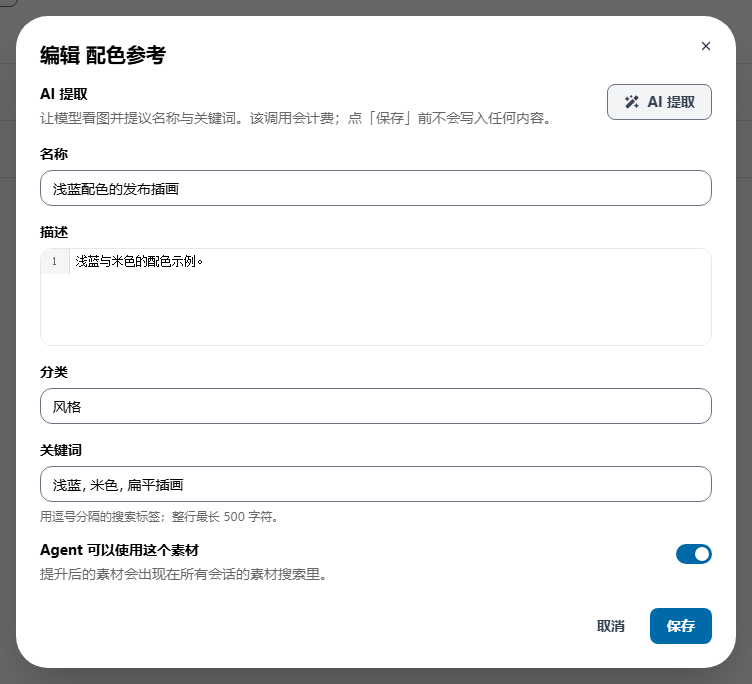 编辑 配色参考
AI 提取
让模型看图并提议名称与关键词。该调用会计费；点「保存」前不会写入任何内容。
AI 提取
名称
浅蓝配色的发布插画
描述
1 浅蓝与米色的配色示例。
分类
风格
关键词
浅蓝, 米色, 扁平插画
用逗号分隔的搜索标签；整行最长 500 字符。
Agent 可以使用这个素材
提升后的素材会出现在所有会话的素材搜索里。
取消
保存